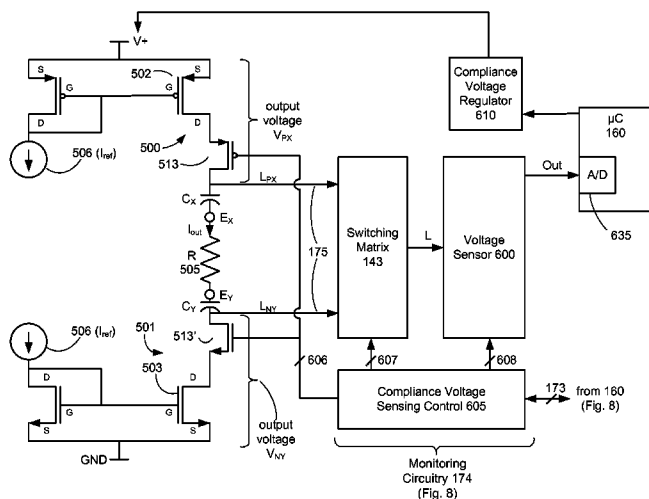 V+
S
G
D
502
S
G
D
500
513
506 (Iref)
output
voltage
VPX
Compliance
Voltage
Regulator
610
µC
160
A/D
635
Out
LPX
CX
EX
Iout
R
505
EY
CY
LNY
175
Switching
Matrix
143
L
Voltage
Sensor 600
513'
506 (Iref)
501
503
D
G
S
D
G
S
GND
output
voltage
VNY
606
607
608
Compliance Voltage
Sensing Control 605
173
from 160
(Fig. 8)
Monitoring
Circuitry 174
(Fig. 8)